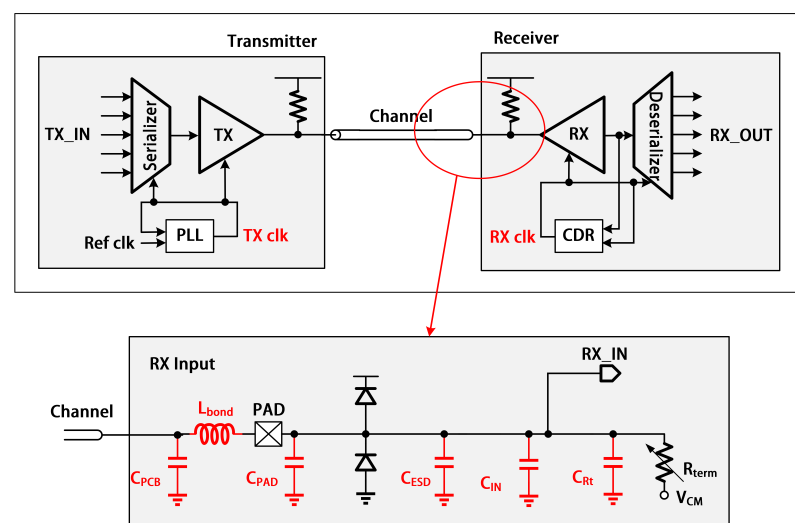 Transmitter
Receiver
Channel
TX_IN
Serializer
TX
RX
Deserializer
RX_OUT
Ref clk
PLL
TX clk
RX clk
CDR
RX Input
RX_IN
Channel
Lbond
PAD
CPCB
CPAD
CESD
CIN
CRt
Rterm
VCM